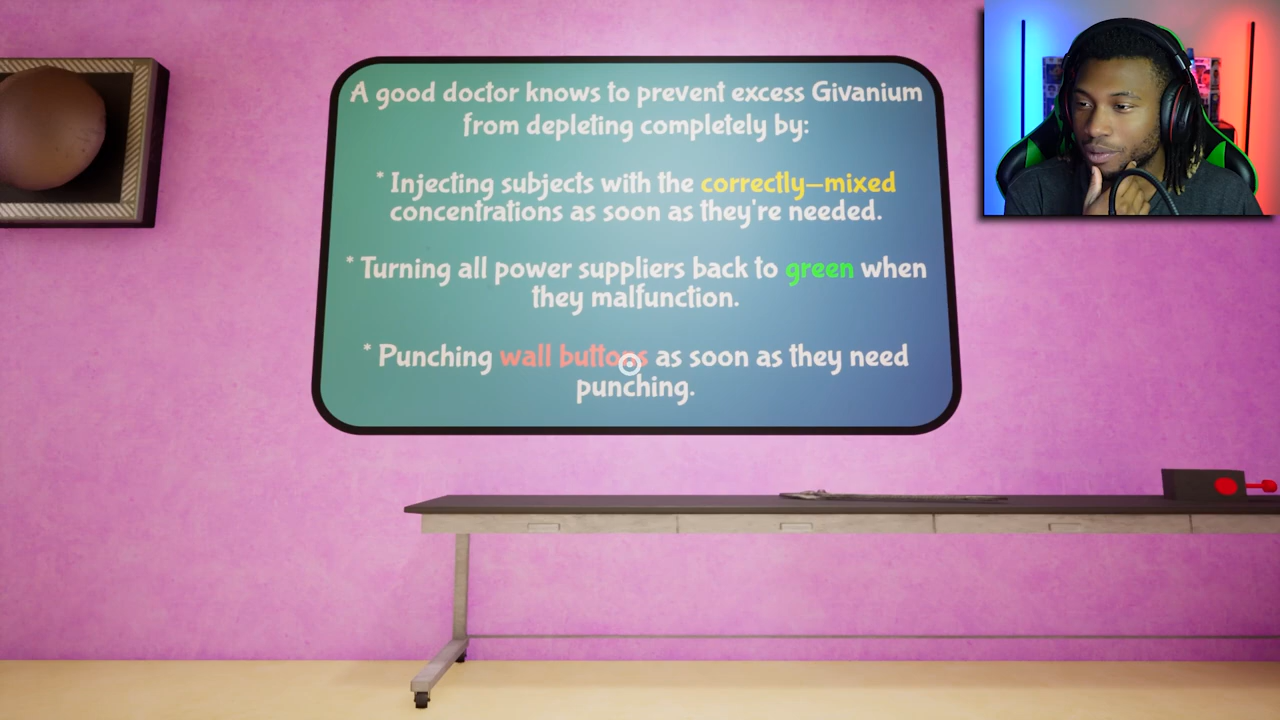 A good doctor knows to prevent excess Givanium
from depleting completely by:
* Injecting subjects with the correctly-mixed
concentrations as soon as they're needed.
* Turning all power suppliers back to green when
they malfunction.
* Punching wall buttons as soon as they need
punching.